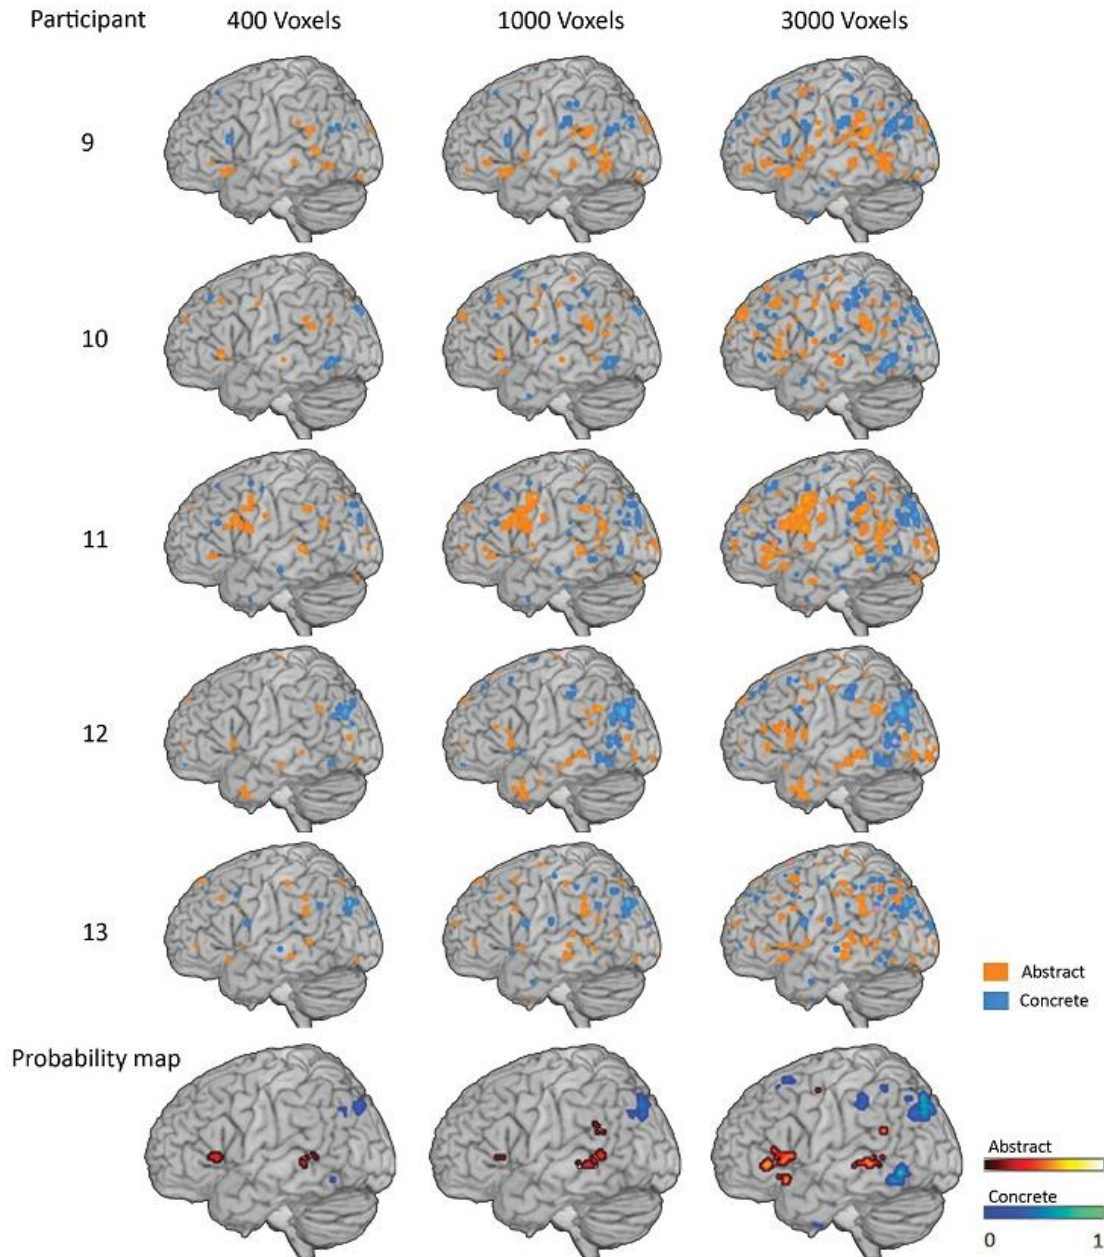 Participant 400 Voxels 1000 Voxels 3000 Voxels
9
10
11
12
13
Abstract
Concrete
Probability map
Abstract
Concrete
0 1